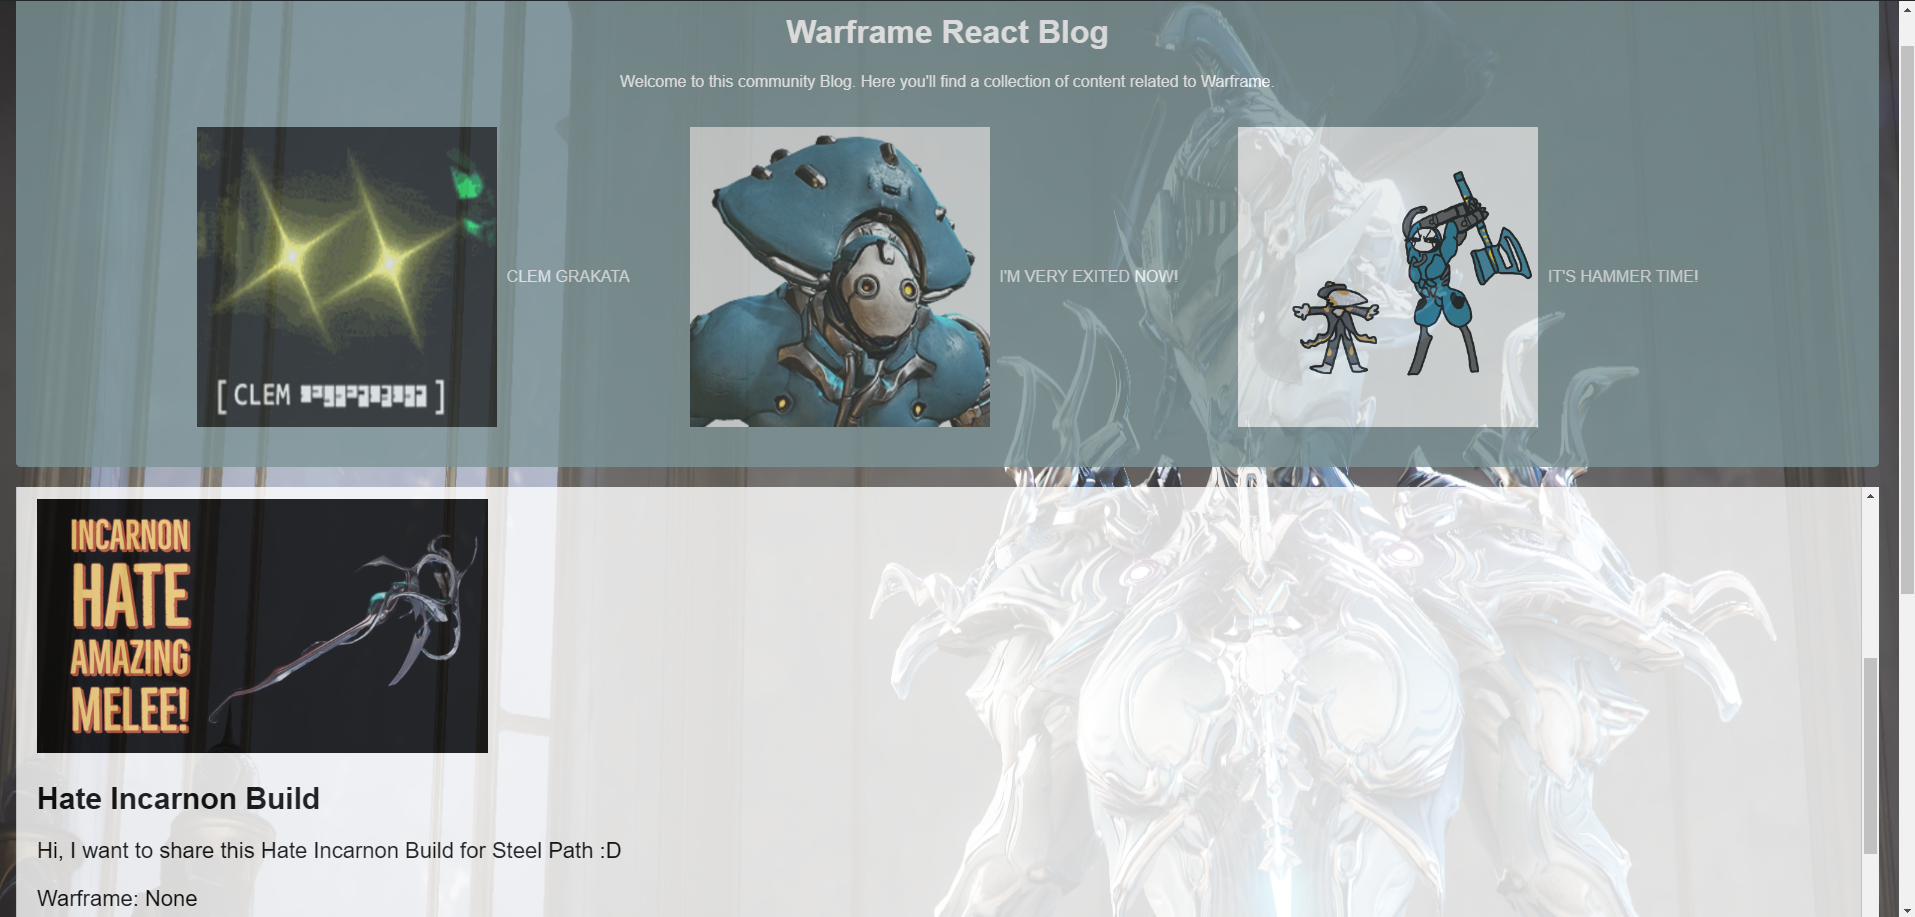 Warframe React Blog
Welcome to this community Blog. Here you'll find a collection of content related to Warframe.
[ CLEM ]
CLEM GRAKATA
I'M VERY EXITED NOW!
IT'S HAMMER TIME!
INCARNON
HATE
AMAZING
MELEE!
Hate Incarnon Build
Hi, I want to share this Hate Incarnon Build for Steel Path :D
Warframe: None